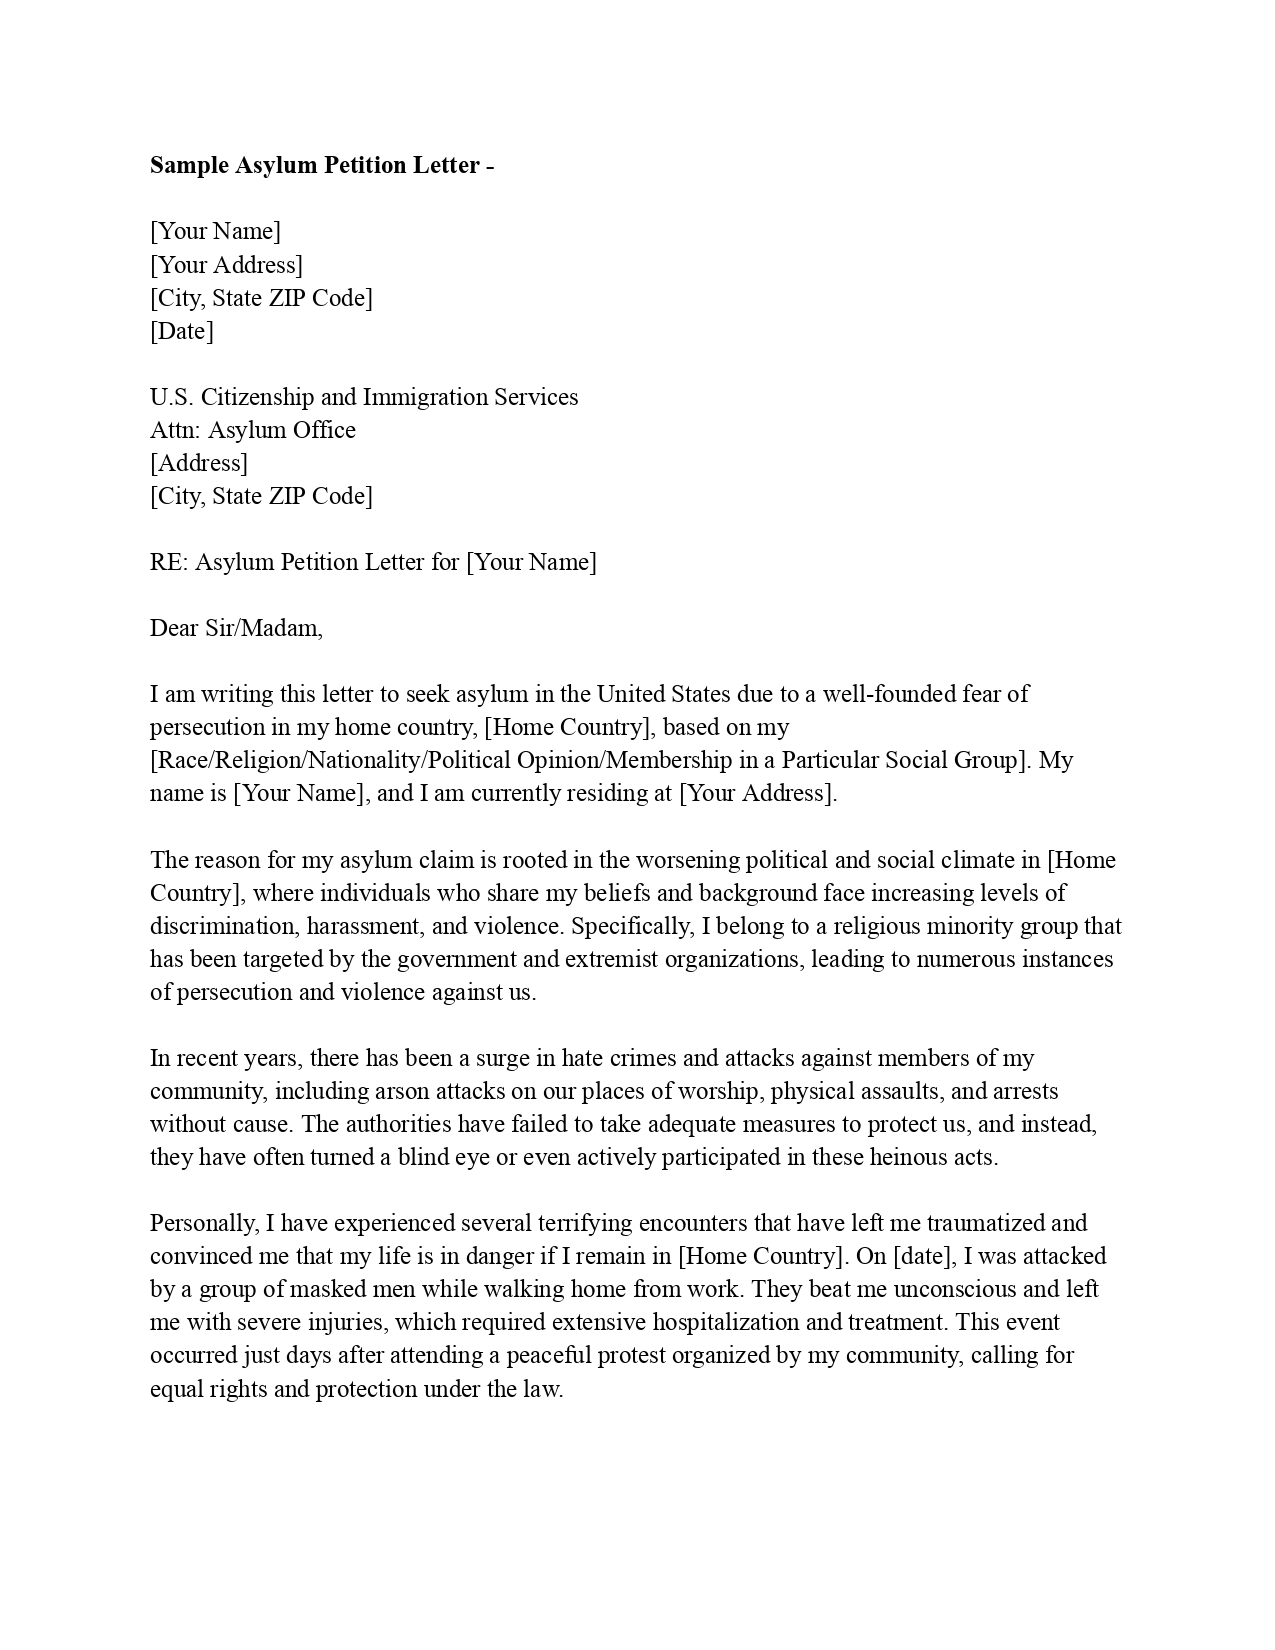 Sample Asylum Petition Letter -
[Your Name]
[Your Address]
[City, State ZIP Code]
[Date]
U.S. Citizenship and Immigration Services
Attn: Asylum Office
[Address]
[City, State ZIP Code]
RE: Asylum Petition Letter for [Your Name]
Dear Sir/Madam,
I am writing this letter to seek asylum in the United States due to a well-founded fear of
persecution in my home country, [Home Country], based on my
[Race/Religion/Nationality/Political Opinion/Membership in a Particular Social Group]. My
name is [Your Name], and I am currently residing at [Your Address].
The reason for my asylum claim is rooted in the worsening political and social climate in [Home
Country], where individuals who share my beliefs and background face increasing levels of
discrimination, harassment, and violence. Specifically, I belong to a religious minority group that
has been targeted by the government and extremist organizations, leading to numerous instances
of persecution and violence against us.
In recent years, there has been a surge in hate crimes and attacks against members of my
community, including arson attacks on our places of worship, physical assaults, and arrests
without cause. The authorities have failed to take adequate measures to protect us, and instead,
they have often turned a blind eye or even actively participated in these heinous acts.
Personally, I have experienced several terrifying encounters that have left me traumatized and
convinced me that my life is in danger if I remain in [Home Country]. On [date], I was attacked
by a group of masked men while walking home from work. They beat me unconscious and left
me with severe injuries, which required extensive hospitalization and treatment. This event
occurred just days after attending a peaceful protest organized by my community, calling for
equal rights and protection under the law.